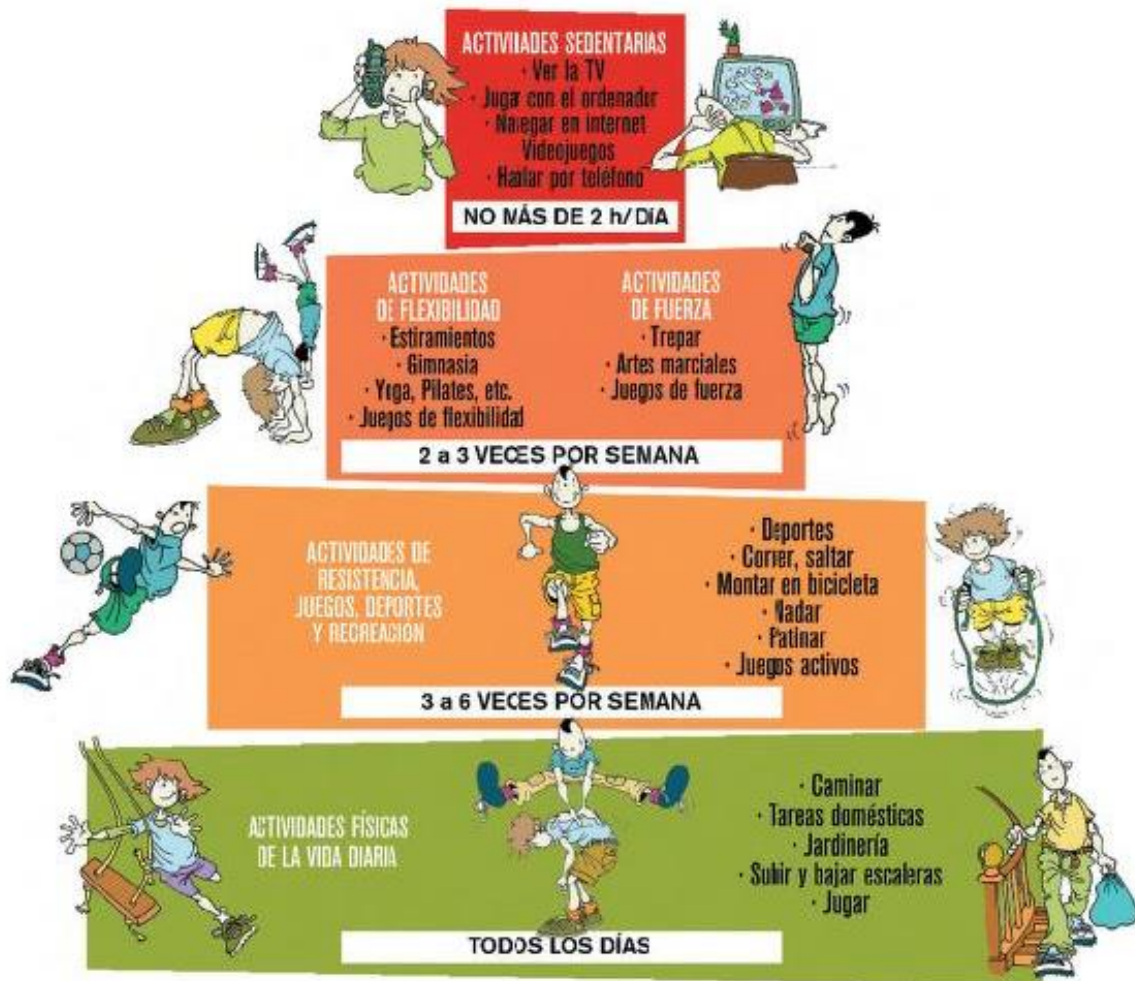 ACTIVIDADES SEDENTARIAS
· Ver la TV
· Jugar con el ordenador
· Navegar en internet
Videojuegos
· Hablar por teléfono
NO MÁS DE 2 h/DÍA
ACTIVIDADES
DE FLEXIBILIDAD
· Estiramientos
· Gimnasia
· Yoga, Pilates, etc.
· Juegos de flexibilidad
ACTIVIDADES
DE FUERZA
· Trepar
· Artes marciales
· Juegos de fuerza
2 a 3 VECES POR SEMANA
ACTIVIDADES DE
RESISTENCIA,
JUEGOS, DEPORTES
Y RECREACIÓN
· Deportes
· Correr, saltar
· Montar en bicicleta
· Nadar
· Patinar
· Juegos activos
3 a 6 VECES POR SEMANA
ACTIVIDADES FÍSICAS
DE LA VIDA DIARIA
· Caminar
· Tareas domésticas
· Jardinería
· Subir y bajar escaleras
· Jugar
TODOS LOS DÍAS